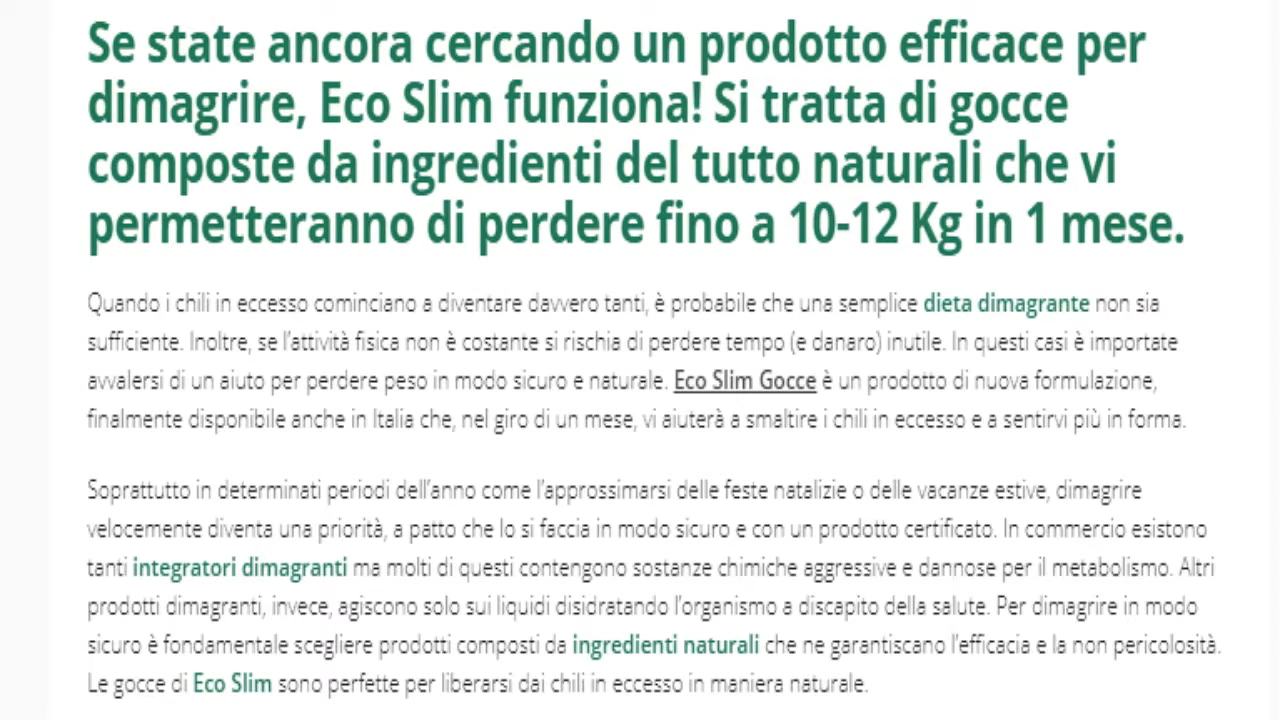 Se state ancora cercando un prodotto efficace per
dimagrire, Eco Slim funziona! Si tratta di gocce
composte da ingredienti del tutto naturali che vi
permetteranno di perdere fino a 10-12 Kg in 1 mese.
Quando i chili in eccesso cominciano a diventare davvero tanti, è probabile che una semplice dieta dimagrante non sia
sufficiente. Inoltre, se l'attività fisica non è costante si rischia di perdere tempo (e danaro) inutile. In questi casi è importate
avvalersi di un aiuto per perdere peso in modo sicuro e naturale. Eco Slim Gocce è un prodotto di nuova formulazione,
finalmente disponibile anche in Italia che, nel giro di un mese, vi aiuterà a smaltire i chili in eccesso e a sentirvi più in forma.
Soprattutto in determinati periodi dell'anno come l'approssimarsi delle feste natalizie o delle vacanze estive, dimagrire
velocemente diventa una priorità, a patto che lo si faccia in modo sicuro e con un prodotto certificato. In commercio esistono
tanti integratori dimagranti ma molti di questi contengono sostanze chimiche aggressive e dannose per il metabolismo. Altri
prodotti dimagranti, invece, agiscono solo sui liquidi disidratando l'organismo a discapito della salute. Per dimagrire in modo
sicuro è fondamentale scegliere prodotti composti da ingredienti naturali che ne garantiscano l'efficacia e la non pericolosità.
Le gocce di Eco Slim sono perfette per liberarsi dai chili in eccesso in maniera naturale.